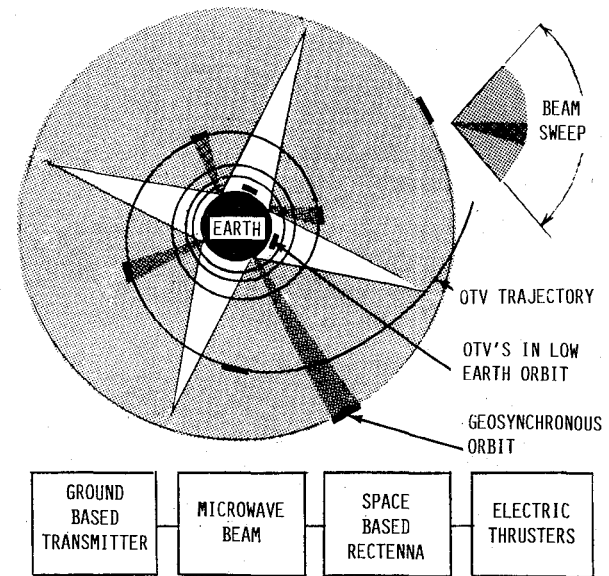 BEAM
SWEEP
EARTH
OTV TRAJECTORY
OTV'S IN LOW
EARTH ORBIT
GEOSYNCHRONOUS
ORBIT
GROUND
BASED
TRANSMITTER
MICROWAVE
BEAM
SPACE
BASED
RECTENNA
ELECTRIC
THRUSTERS